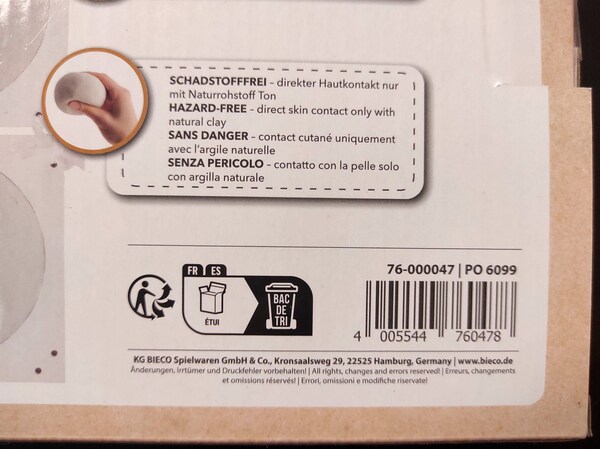 SCHADSTOFFFREI – direkter Hautkontakt nur
mit Naturrohstoff Ton
HAZARD-FREE – direct skin contact only with
natural clay
SANS DANGER – contact cutané uniquement
avec l'argile naturelle
SENZA PERICOLO – contatto con la pelle solo
con argilla naturale
76-000047 | PO 6099
FR ES
ÉTUI
BAC
DE
TRI
4 005544 760478
KG BIECO Spielwaren GmbH & Co., Kronsaalsweg 29, 22525 Hamburg, Germany | www.bieco.de
Änderungen, Irrtümer und Druckfehler vorbehalten! | All rights, changes and errors reserved! | Erreurs, changements
et omissions réservés! | Errori, omissioni e modifiche riservate!